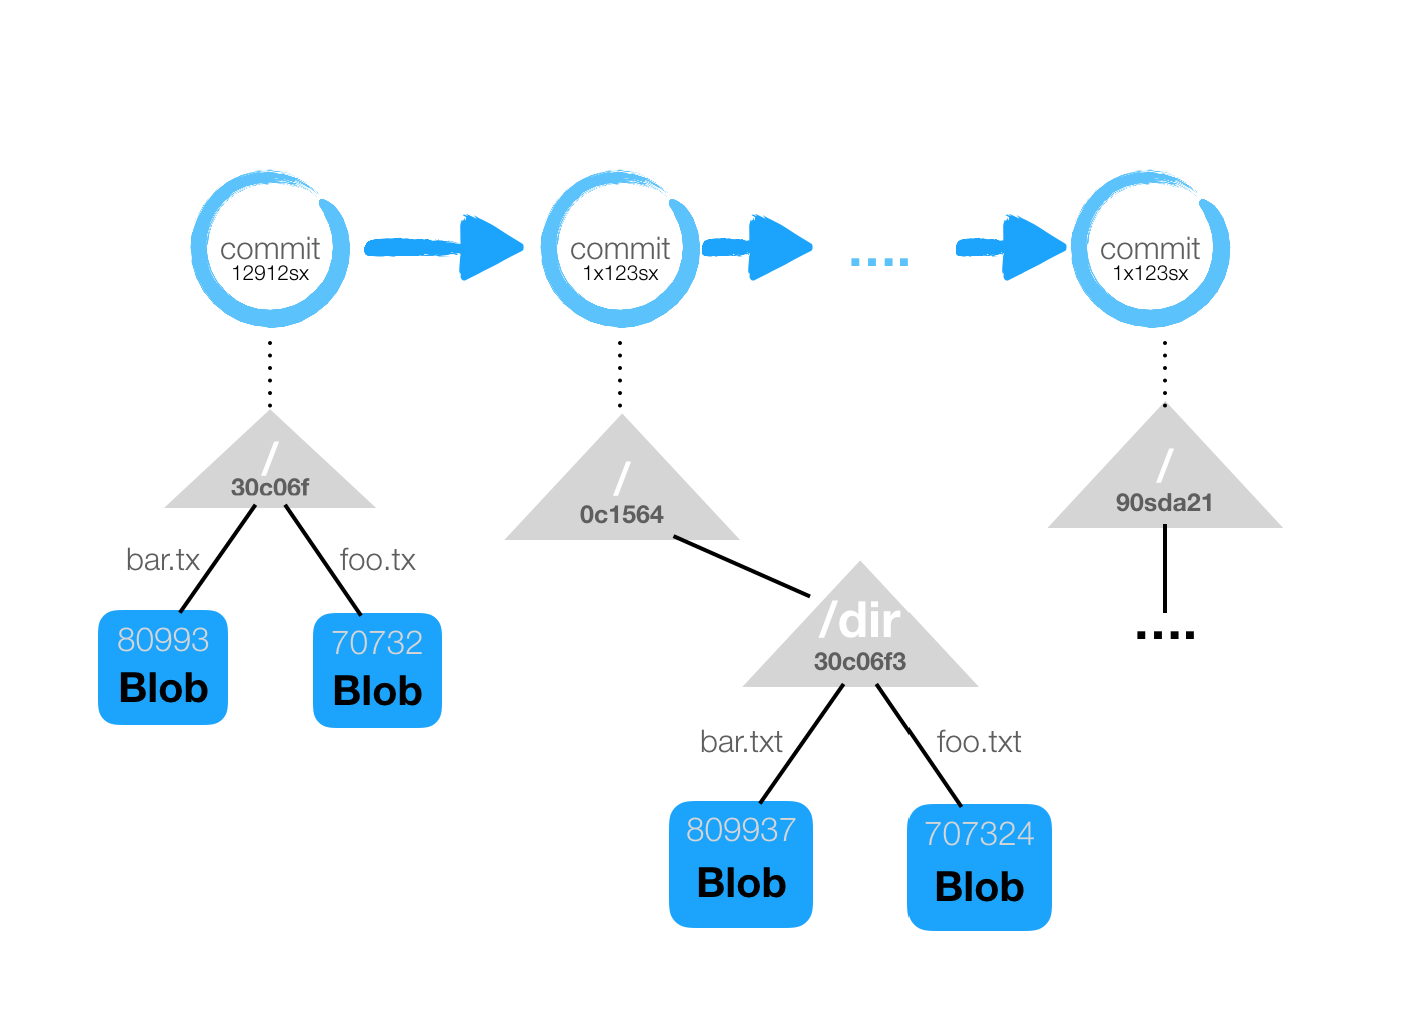 commit
12912sx
commit
1x123sx
....
commit
1x123sx
/
30c06f
/
0c1564
/
90sda21
bar.tx
foo.tx
80993
Blob
70732
Blob
/dir
30c06f3
....
bar.txt
foo.txt
809937
Blob
707324
Blob